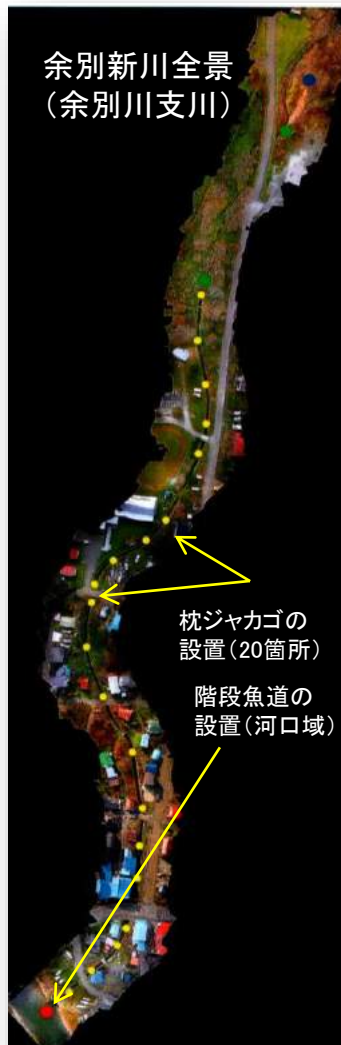 余別新川全景
（余別川支川）
枕ジャカゴの
設置（20箇所）
階段魚道の
設置（河口域）